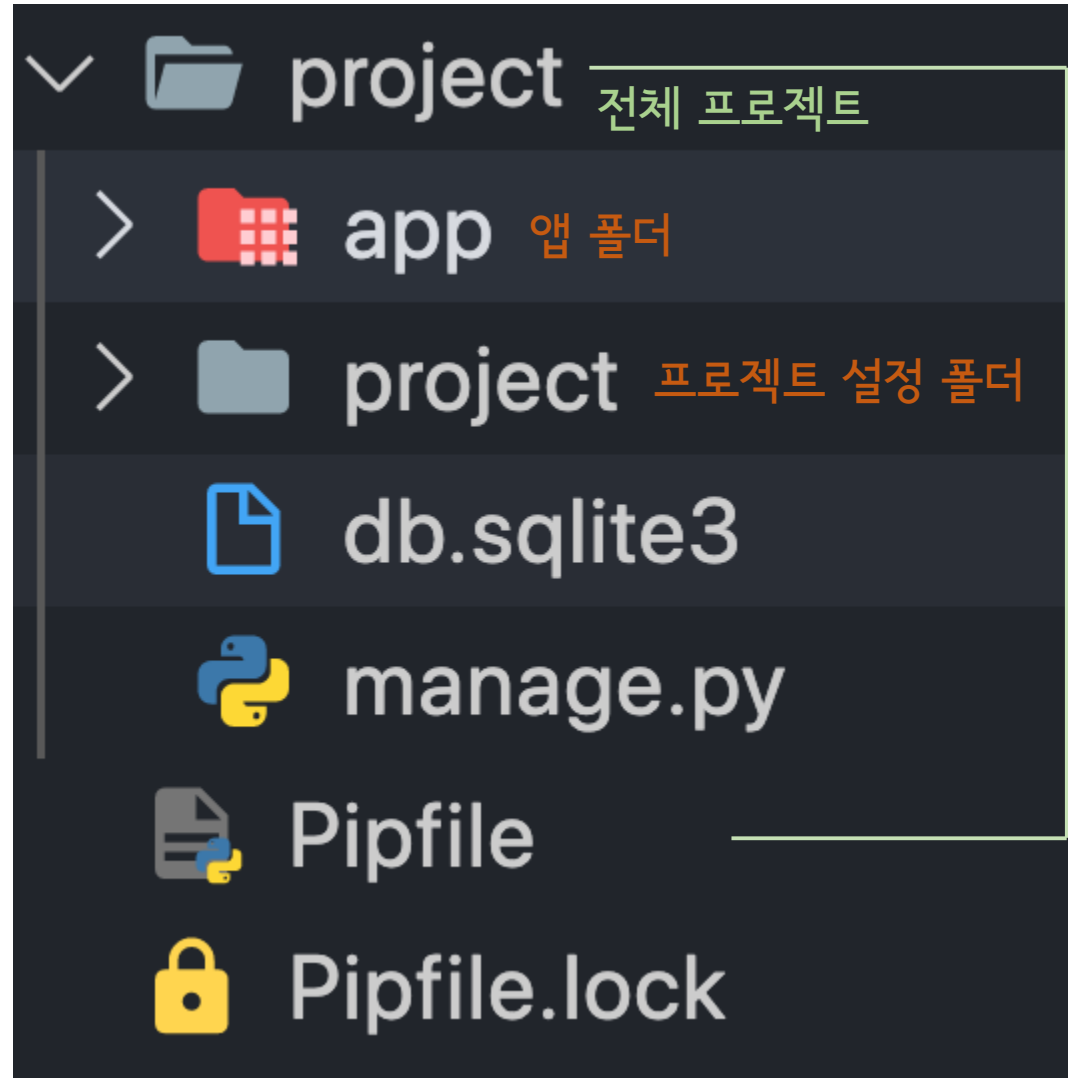 project
전체 프로젝트
app 앱 폴더
project 프로젝트 설정 폴더
db.sqlite3
manage.py
Pipfile
Pipfile.lock